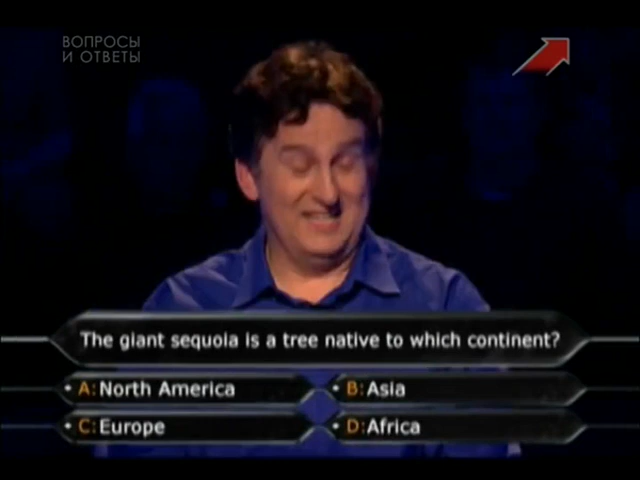 ВОПРОСЫ
И ОТВЕТЫ
The giant sequoia is a tree native to which continent?
A: North America
B: Asia
C: Europe
D: Africa